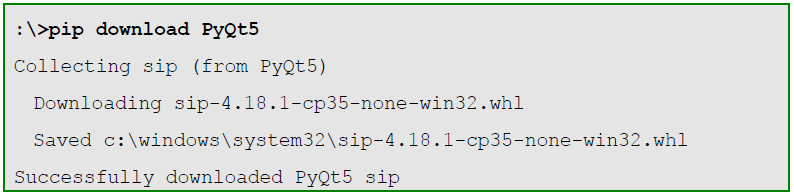 :\>pip download PyQt5
Collecting sip (from PyQt5)
Downloading sip-4.18.1-cp35-none-win32.whl
Saved c:\windows\system32\sip-4.18.1-cp35-none-win32.whl
Successfully downloaded PyQt5 sip